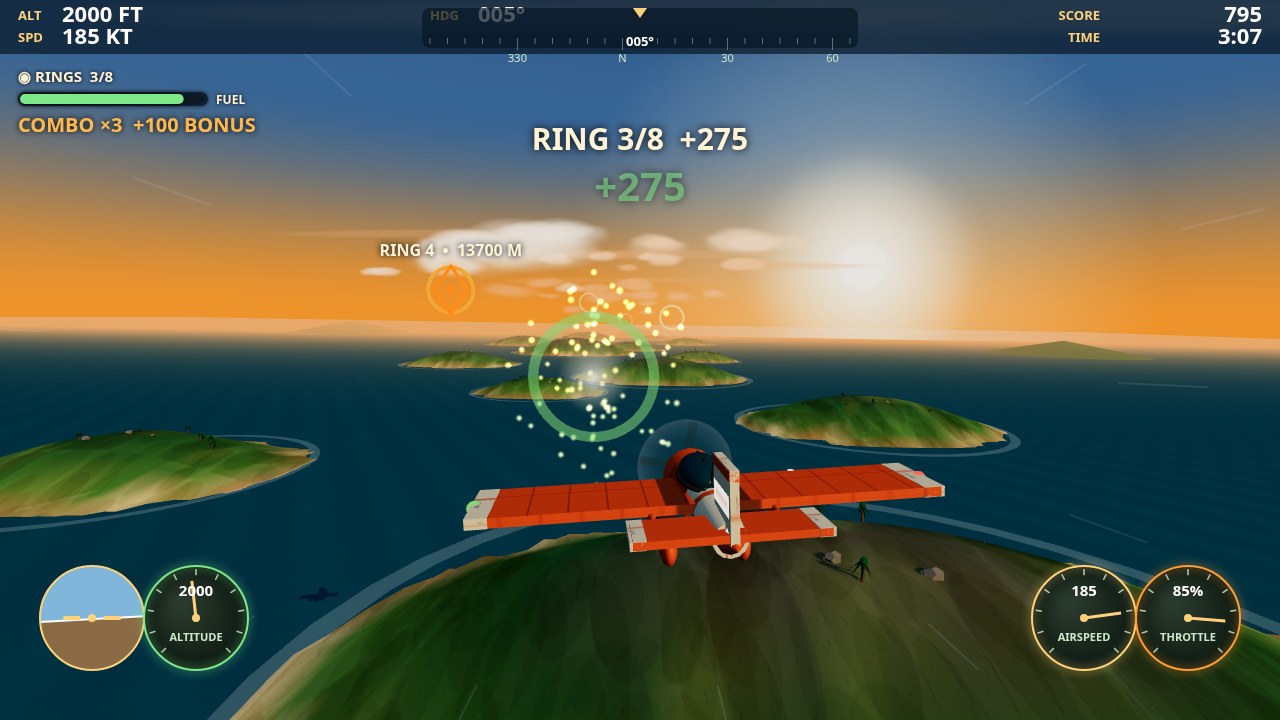 ALT 2000 FT
SPD 185 KT
HDG 005°
005°
330 N 30 60
SCORE 795
TIME 3:07
◉ RINGS 3/8
FUEL
COMBO ×3 +100 BONUS
RING 3/8 +275
+275
RING 4 • 13700 M
2000
ALTITUDE
185
AIRSPEED
85%
THROTTLE